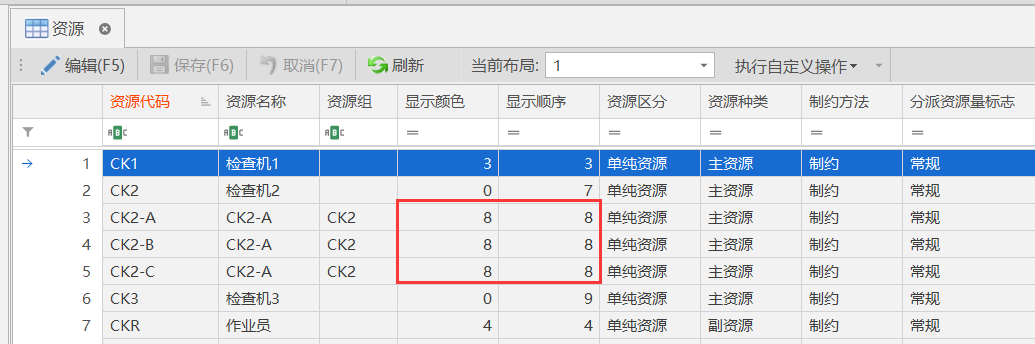 资源
编辑(F5) 保存(F6) 取消(F7) 刷新 当前布局: 1 执行自定义操作
资源代码 资源名称 资源组 显示颜色 显示顺序 资源区分 资源种类 制约方法 分派资源量标志
ABC ABC ABC = = = = = =
1 CK1 检查机1 3 3 单纯资源 主资源 制约 常规
2 CK2 检查机2 0 7 单纯资源 主资源 制约 常规
3 CK2-A CK2-A CK2 8 8 单纯资源 主资源 制约 常规
4 CK2-B CK2-A CK2 8 8 单纯资源 主资源 制约 常规
5 CK2-C CK2-A CK2 8 8 单纯资源 主资源 制约 常规
6 CK3 检查机3 0 9 单纯资源 主资源 制约 常规
7 CKR 作业员 4 4 单纯资源 副资源 制约 常规